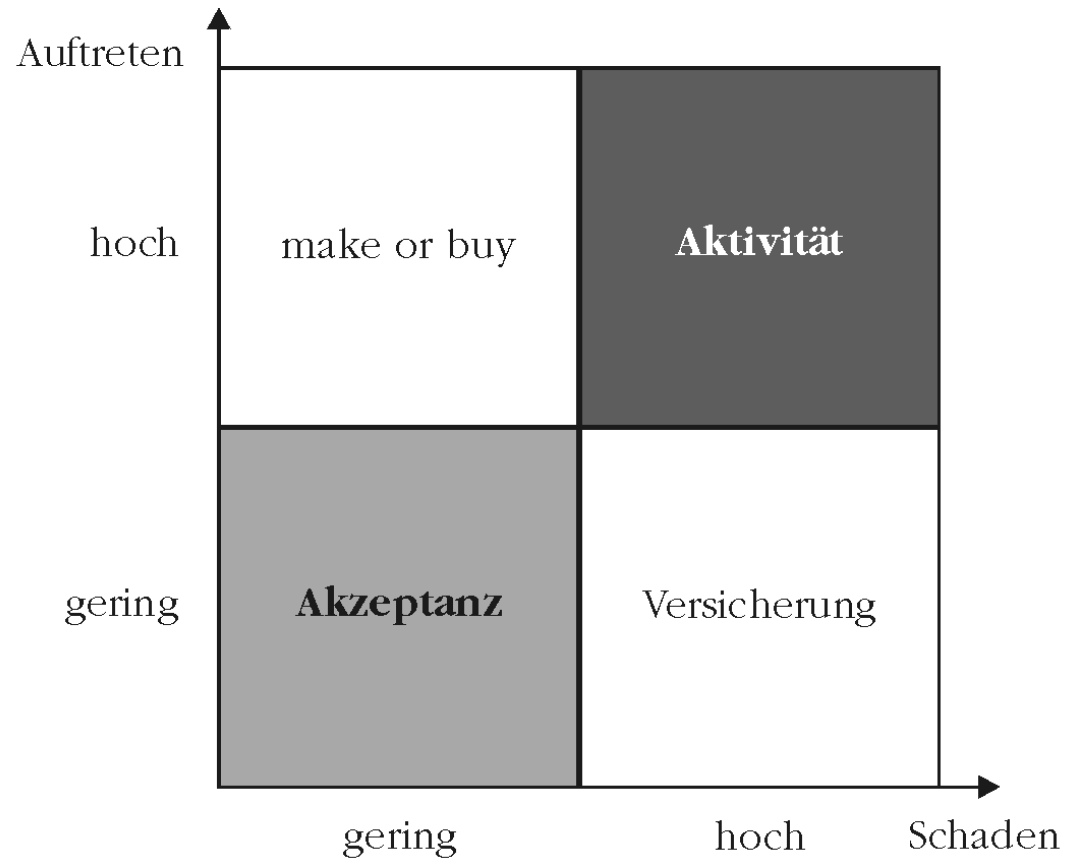 Auftreten
hoch
make or buy
Aktivität
gering
Akzeptanz
Versicherung
gering
hoch
Schaden